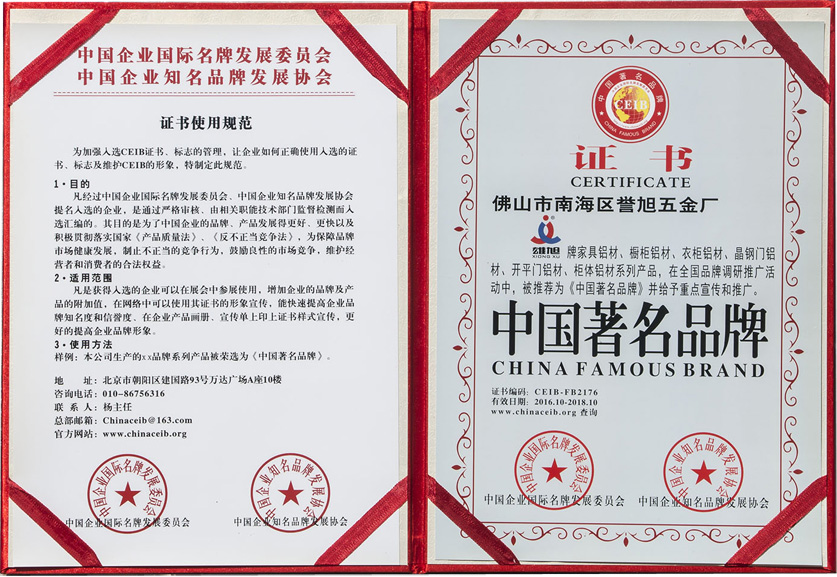 中国企业国际名牌发展委员会
中国企业知名品牌发展协会
证书使用规范
为加强入选CEIB证书、标志的管理，让企业如何正确使用入选的证
书、标志及维护CEIB的形象，特制定此规范。
1·目的
凡经过中国企业国际名牌发展委员会、中国企业知名品牌发展协会
提名入选的企业，是通过严格审核、由相关职能技术部门监督检测而入
选汇编的。其目的是为了中国企业的品牌、产品发展得更好、更快以及
积极贯彻落实国家《产品质量法》、《反不正当竞争法》，为保障品牌
市场健康发展，制止不正当的竞争行为，鼓励良性的市场竞争，维护经
营者和消费者的合法权益。
2·适用范围
凡是获得入选的企业可以在展会中参展使用，增加企业的品牌及产
品的附加值，在网络中可以使用其证书的形象宣传，能快速提高企业品
牌知名度和信誉度、在企业产品画册、宣传单上印上证书样式宣传，更
好的提高企业品牌形象。
3·使用方法
样例：本公司生产的xx品牌系列产品被荣选为《中国著名品牌》。
地　址：北京市朝阳区建国路93号万达广场A座10楼
咨询电话：010-86756316
联 系 人：杨主任
总部邮箱：Chinaceib@163.com
官方网站：www.chinaceib.org
中国企业国际名牌发展委员会
中国企业国际名牌发展委员会
中国企业知名品牌发展协会
中国企业知名品牌发展协会
中国著名品牌
CEIB
CHINA FAMOUS BRAND
证书
CERTIFICATE
佛山市南海区誉旭五金厂
®
雄旭
XIONG XU
牌家具铝材、橱柜铝材、衣柜铝材、晶钢门铝
材、开平门铝材、柜体铝材系列产品，在全国品牌调研推广活
动中，被推荐为《中国著名品牌》并给予重点宣传和推广。
中国著名品牌
CHINA FAMOUS BRAND
证书编码：CEIB-FB2176
有效日期：2016.10-2018.10
www.chinaceib.org 查询
中国企业国际名牌发展委员会
中国企业国际名牌发展委员会
中国企业知名品牌发展协会
中国企业知名品牌发展协会